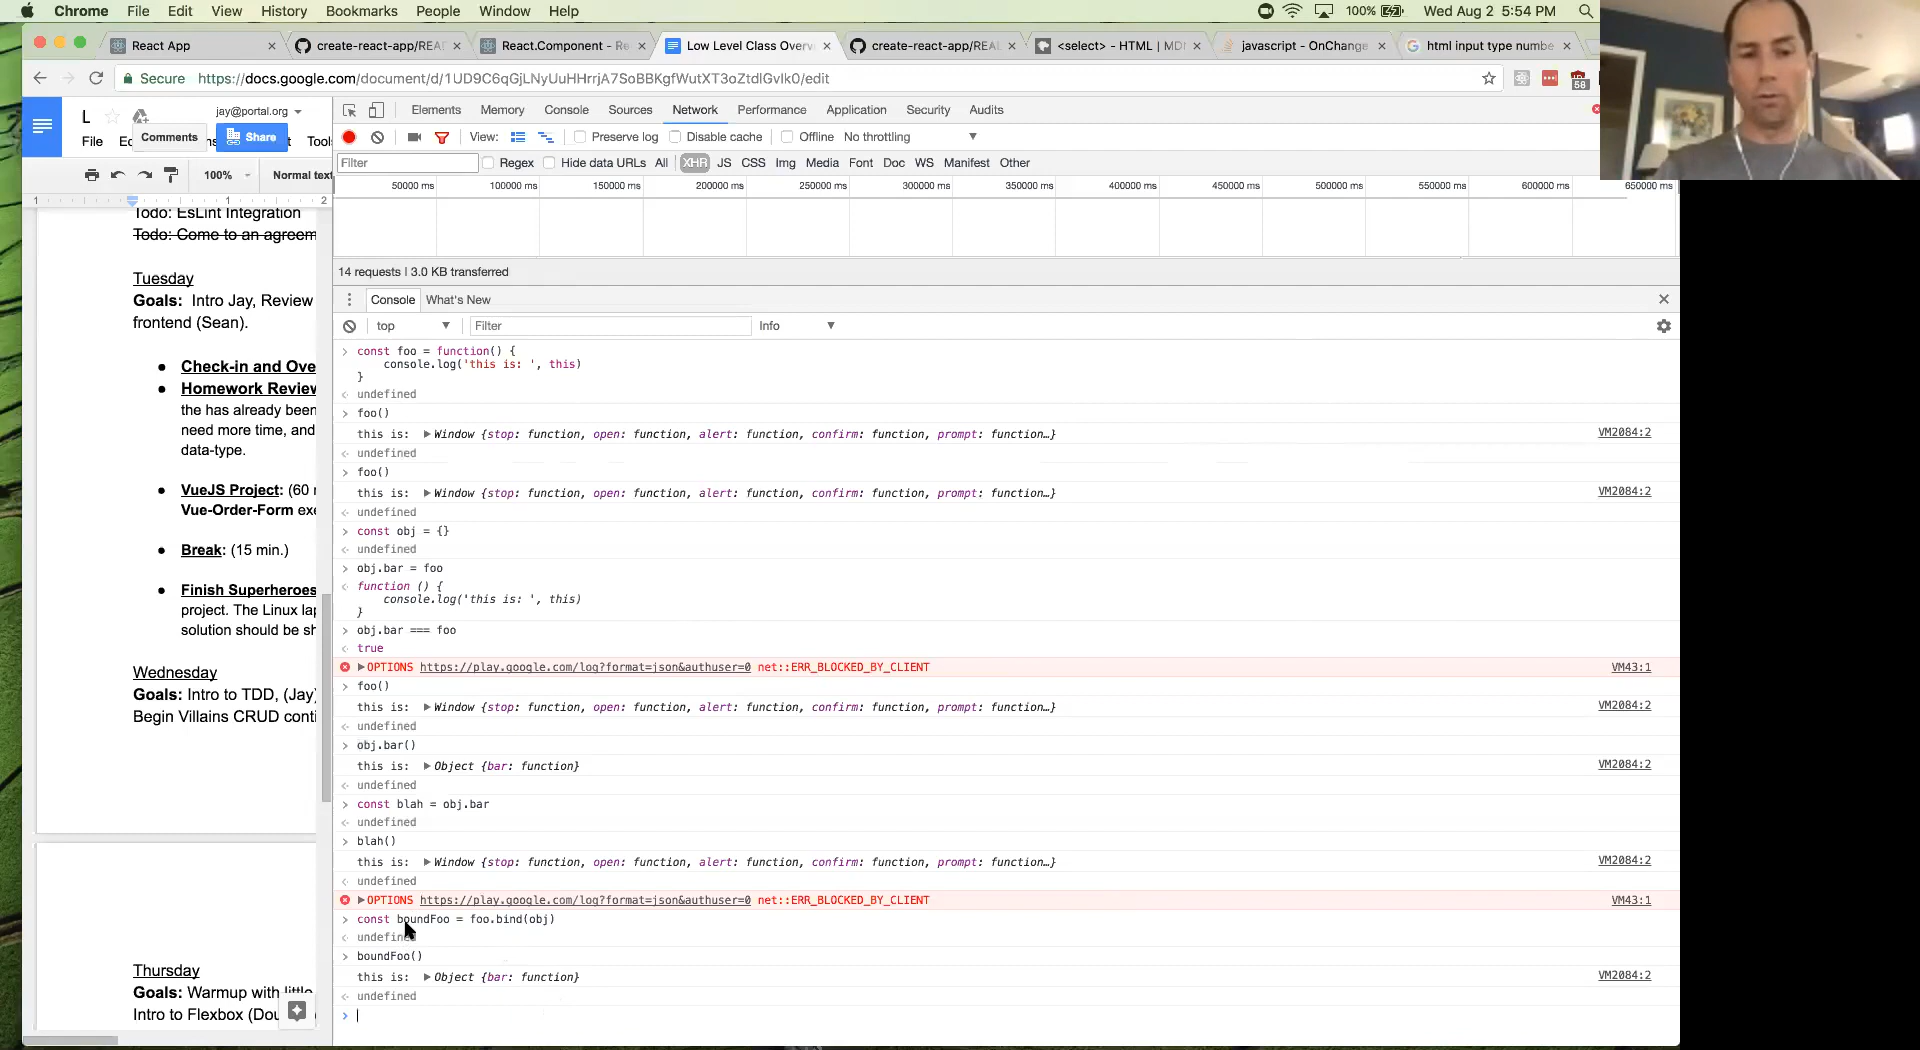 Chrome File Edit View History Bookmarks People Window Help 100% Wed Aug 2 5:54 PM
React App × create-react-app/REA × React.Component - Re × Low Level Class Overv × create-react-app/REA × <select> - HTML | MD × javascript - OnChange × html input type numbe ×
Secure https://docs.google.com/document/d/1UD9C6qGjLNyUuHHrrjA7SoBBKgfWutXT3oZtdlGvIk0/edit 58
L jay@portal.org
File Comments Share Tools
100% Normal text
1 1 2
Todo: EsLint Integration
Todo: Come to an agreem
Tuesday
Goals: Intro Jay, Review
frontend (Sean).
Check-in and Ove
Homework Review
the has already been
need more time, and
data-type.
VueJS Project: (60
Vue-Order-Form exe
Break: (15 min.)
Finish Superheroes
project. The Linux lap
solution should be sh
Wednesday
Goals: Intro to TDD, (Jay)
Begin Villains CRUD conti
Thursday
Goals: Warmup with little
Intro to Flexbox (Dou
Elements Memory Console Sources Network Performance Application Security Audits
View: Preserve log Disable cache Offline No throttling
Filter Regex Hide data URLs All XHR JS CSS Img Media Font Doc WS Manifest Other
50000 ms 100000 ms 150000 ms 200000 ms 250000 ms 300000 ms 350000 ms 400000 ms 450000 ms 500000 ms 550000 ms 600000 ms 650000 ms
14 requests | 3.0 KB transferred
Console What's New
top Filter Info
const foo = function() {
console.log('this is: ', this)
}
undefined
foo()
this is: Window {stop: function, open: function, alert: function, confirm: function, prompt: function…} VM2084:2
undefined
foo()
this is: Window {stop: function, open: function, alert: function, confirm: function, prompt: function…} VM2084:2
undefined
const obj = {}
undefined
obj.bar = foo
function () {
console.log('this is: ', this)
}
obj.bar === foo
true
OPTIONS https://play.google.com/log?format=json&authuser=0 net::ERR_BLOCKED_BY_CLIENT VM43:1
foo()
this is: Window {stop: function, open: function, alert: function, confirm: function, prompt: function…} VM2084:2
undefined
obj.bar()
this is: Object {bar: function} VM2084:2
undefined
const blah = obj.bar
undefined
blah()
this is: Window {stop: function, open: function, alert: function, confirm: function, prompt: function…} VM2084:2
undefined
OPTIONS https://play.google.com/log?format=json&authuser=0 net::ERR_BLOCKED_BY_CLIENT VM43:1
const boundFoo = foo.bind(obj)
undefined
boundFoo()
this is: Object {bar: function} VM2084:2
undefined